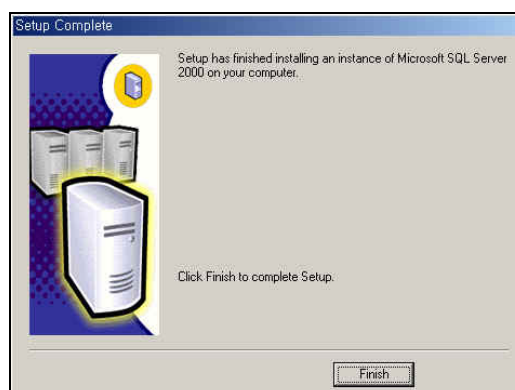 Setup Complete
Setup has finished installing an instance of Microsoft SQL Server
2000 on your computer.
Click Finish to complete Setup.
Finish